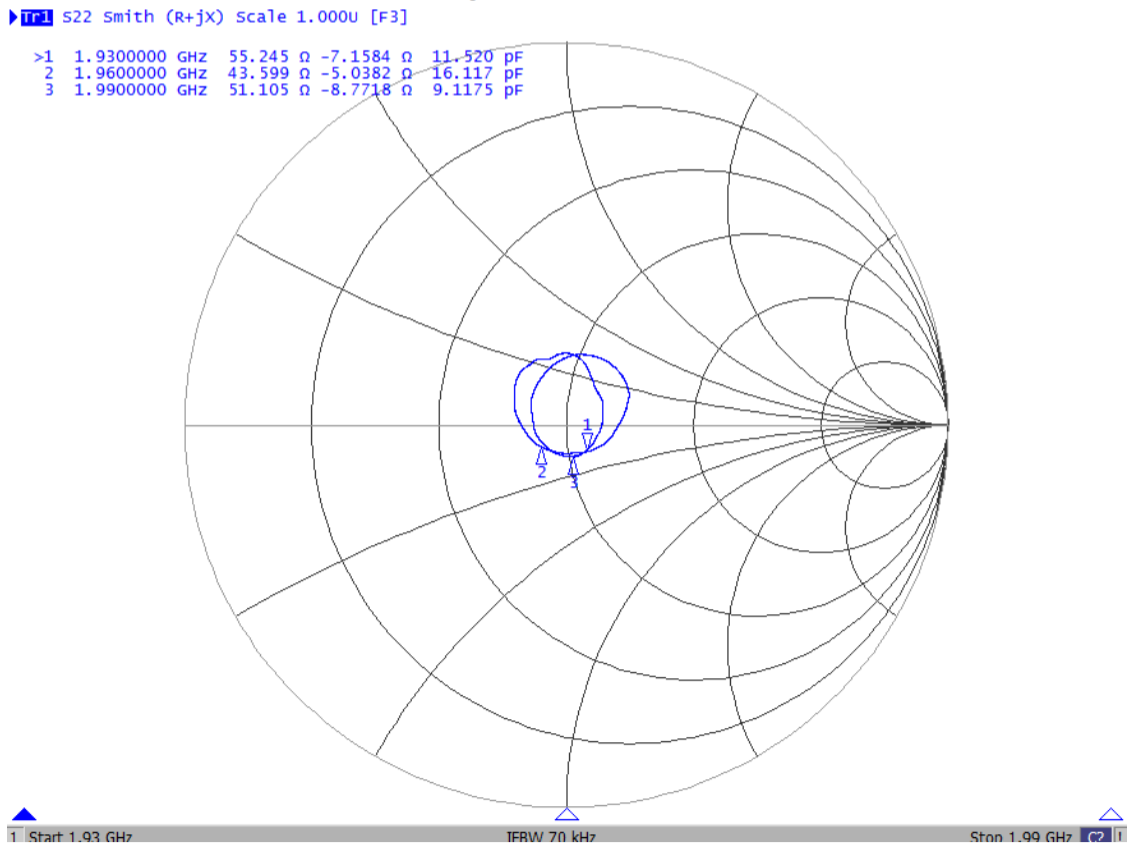 Tr1 S22 Smith (R+jX) Scale 1.000U [F3]
>1 1.9300000 GHz 55.245 Ω -7.1584 Ω 11.520 pF
2 1.9600000 GHz 43.599 Ω -5.0382 Ω 16.117 pF
3 1.9900000 GHz 51.105 Ω -8.7718 Ω 9.1175 pF
1
2
3
1 Start 1.93 GHz IFBW 70 kHz Stop 1.99 GHz C? !